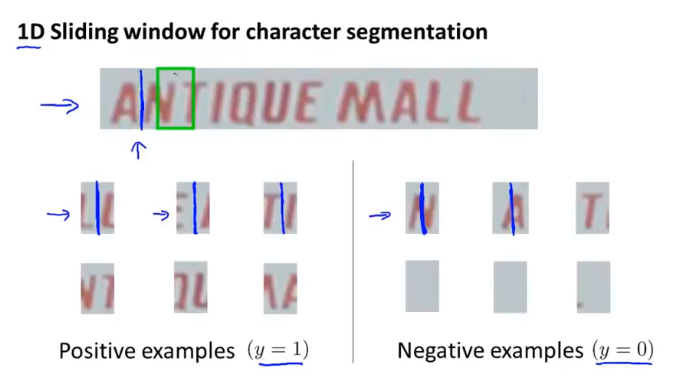 1D Sliding window for character segmentation
ANTIQUE MALL
LL E TI N A TI
NT QU MA
Positive examples (y = 1) Negative examples (y = 0)